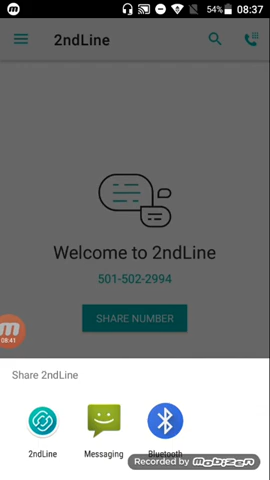 54% 08:37
2ndLine
Welcome to 2ndLine
501-502-2994
SHARE NUMBER
08:41
Share 2ndLine
2ndLine
Messaging
Bluetooth
Recorded by mobizen